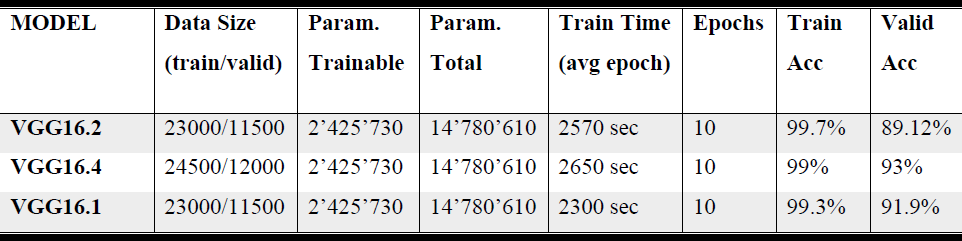 MODEL Data Size Param. Param. Train Time Epochs Train Valid
(train/valid) Trainable Total (avg epoch) Acc Acc
VGG16.2 23000/11500 2’425’730 14’780’610 2570 sec 10 99.7% 89.12%
VGG16.4 24500/12000 2’425’730 14’780’610 2650 sec 10 99% 93%
VGG16.1 23000/11500 2’425’730 14’780’610 2300 sec 10 99.3% 91.9%